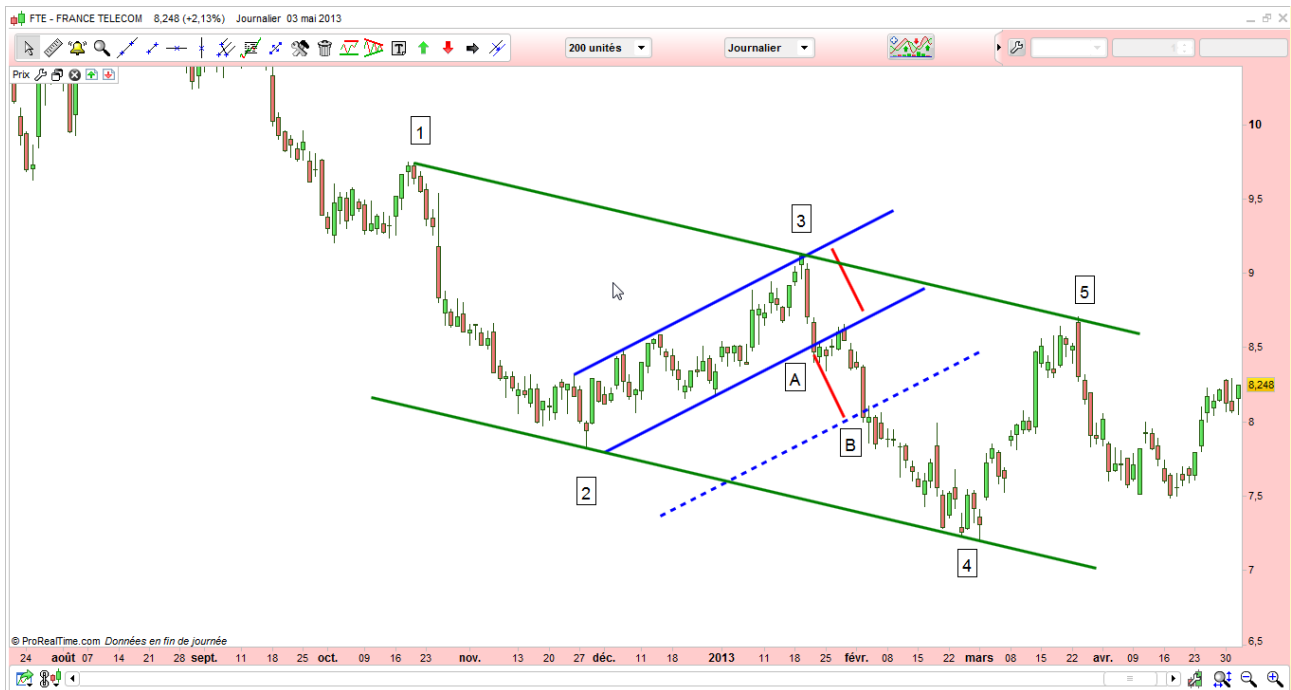 FTE - FRANCE TELECOM 8,248 (+2,13%) Journalier 03 mai 2013
200 unités Journalier
Prix
1
10
9,5
3
9
5
8,5
A
8,248
B
8
2
7,5
4
7
© ProRealTime.com Données en fin de journée
6,5
24 août 07 14 21 28 sept. 11 18 25 oct. 09 16 23 nov. 13 20 27 déc. 11 18 2013 11 18 25 févr. 08 15 22 mars 08 15 22 avr. 09 16 23 30